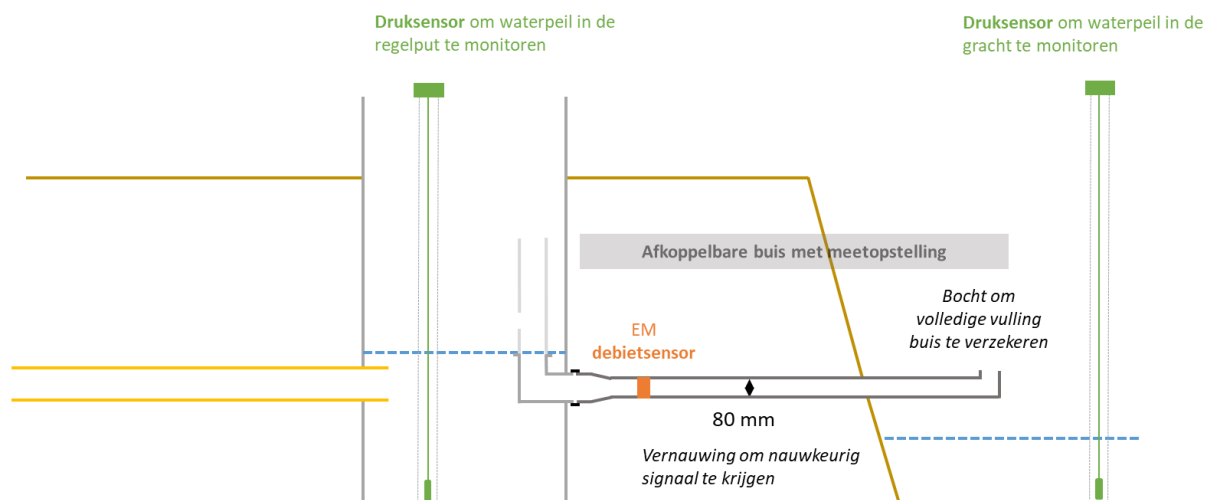 Druksensor om waterpeil in de
regelput te monitoren
Druksensor om waterpeil in de
gracht te monitoren
Afkoppelbare buis met meetopstelling
Bocht om
volledige vulling
buis te verzekeren
EM
debietsensor
80 mm
Vernauwing om nauwkeurig
signaal te krijgen